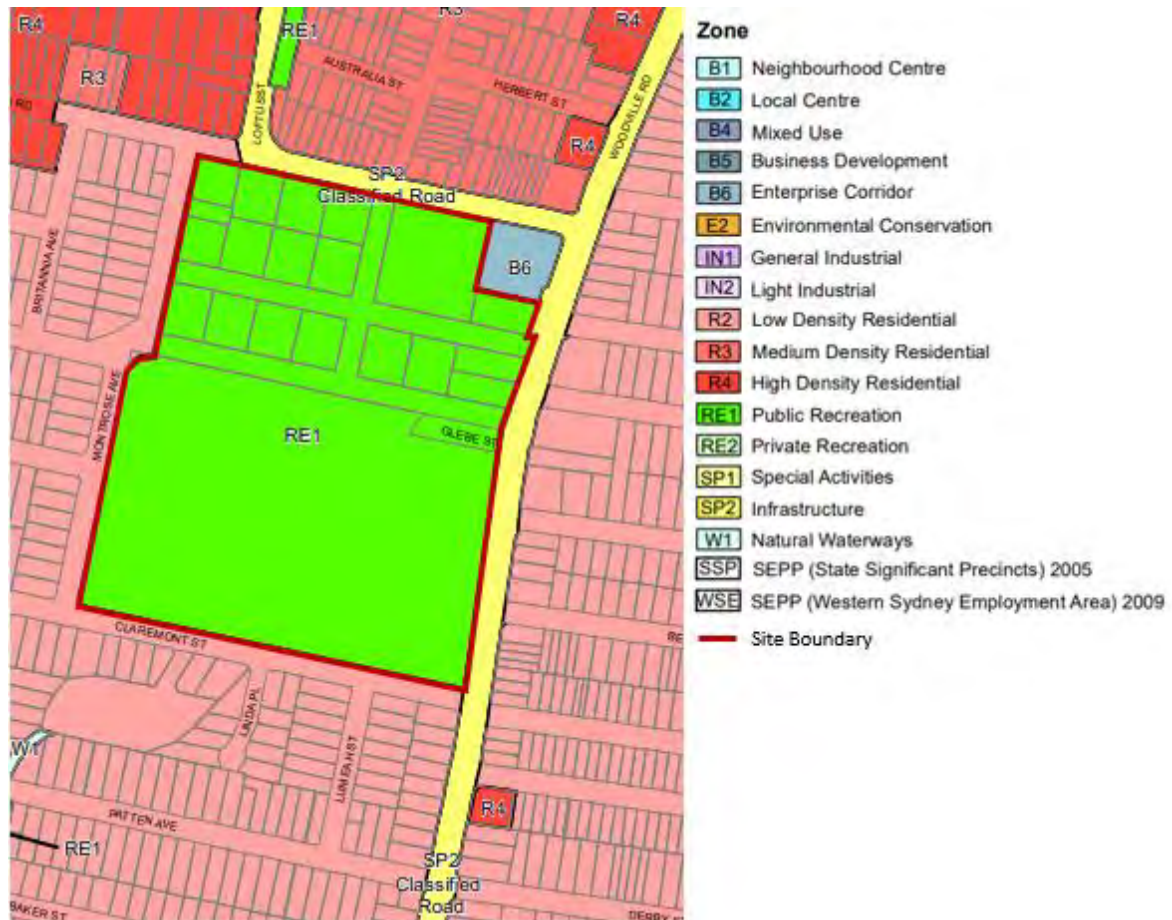 R4
RE1
R3
R4
R3
AUSTRALIA ST
HERBERT ST
WOODVILLE RD
LOFTUS ST
RD
R4
SP2
Classified Road
BRITANNIA AVE
B6
MONTROSE AVE
RE1
GLEBE ST
CLAREMONT ST
LINDA PL
LUMEAH ST
W1
PATTEN AVE
RE1
R4
SP2
Classified
Road
BAKER ST
DERBY ST
Zone
B1 Neighbourhood Centre
B2 Local Centre
B4 Mixed Use
B5 Business Development
B6 Enterprise Corridor
E2 Environmental Conservation
IN1 General Industrial
IN2 Light Industrial
R2 Low Density Residential
R3 Medium Density Residential
R4 High Density Residential
RE1 Public Recreation
RE2 Private Recreation
SP1 Special Activities
SP2 Infrastructure
W1 Natural Waterways
SSP SEPP (State Significant Precincts) 2005
WSE SEPP (Western Sydney Employment Area) 2009
Site Boundary